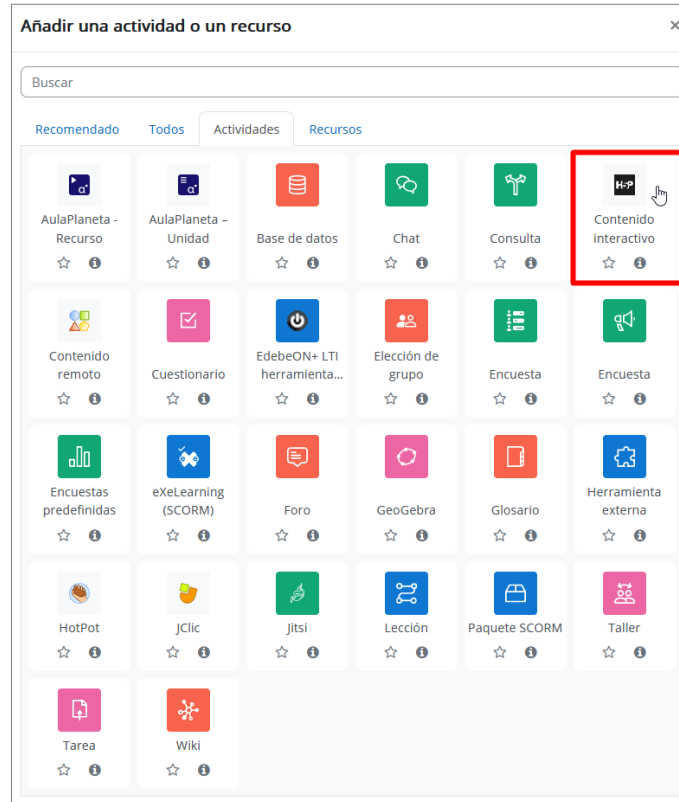 Añadir una actividad o un recurso
×
Buscar
Recomendado Todos Actividades Recursos
α
α
H5P
AulaPlaneta -
Recurso
AulaPlaneta –
Unidad
Base de datos
Chat
Consulta
Contenido
interactivo
Contenido
remoto
Cuestionario
EdebeON+ LTI
herramienta...
Elección de
grupo
Encuesta
Encuesta
Encuestas
predefinidas
eXeLearning
(SCORM)
Foro
GeoGebra
Glosario
Herramienta
externa
HotPot
JClic
Jitsi
Lección
Paquete SCORM
Taller
Tarea
Wiki